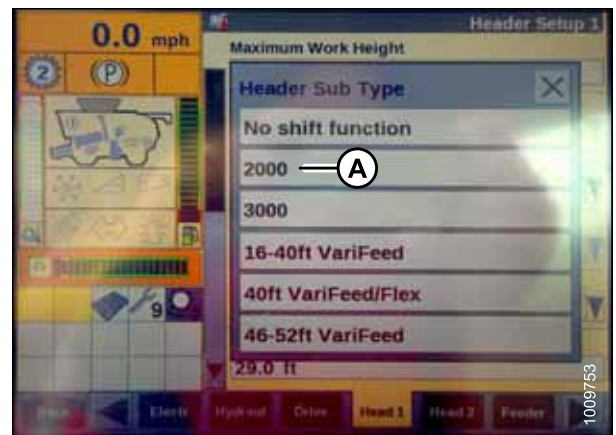 0.0 mph
Header Setup 1
2
(P)
Maximum Work Height
Header Sub Type
No shift function
2000
A
3000
16-40ft VariFeed
40ft VariFeed/Flex
46-52ft VariFeed
9
29.0 ft
Back
Electr
Hydraul
Drive
Head 1
Head 2
Feeder
1009753